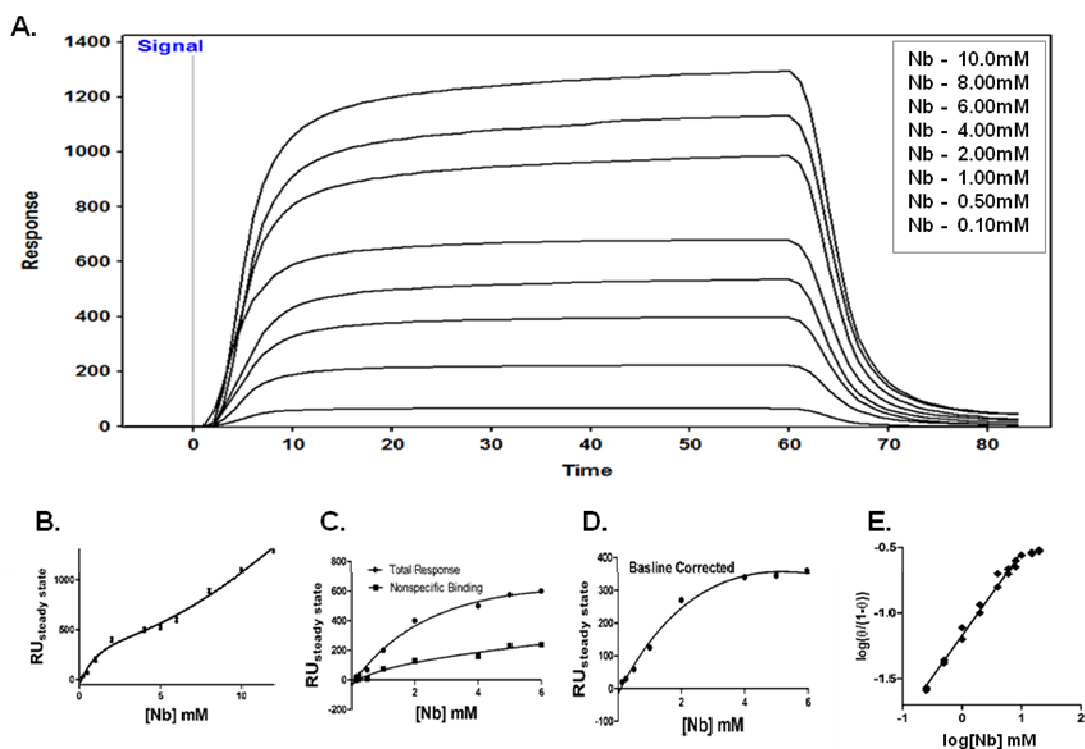 A.
Signal
1400
1200
1000
800
600
400
200
0
Response
0 10 20 30 40 50 60 70 80
Time
Nb - 10.0mM
Nb - 8.00mM
Nb - 6.00mM
Nb - 4.00mM
Nb - 2.00mM
Nb - 1.00mM
Nb - 0.50mM
Nb - 0.10mM
B.
1000
500
0
RUsteady state
0 5 10
[Nb] mM
C.
Total Response
Nonspecific Binding
800
600
400
200
0
-200
RUsteady state
0 2 4 6
[Nb] mM
D.
Basline Corrected
400
300
200
100
0
-100
RUsteady state
0 2 4 6
[Nb] mM
E.
-0.5
-1.0
-1.5
log(θ/(1-θ))
-1 0 1 2
log[Nb] mM